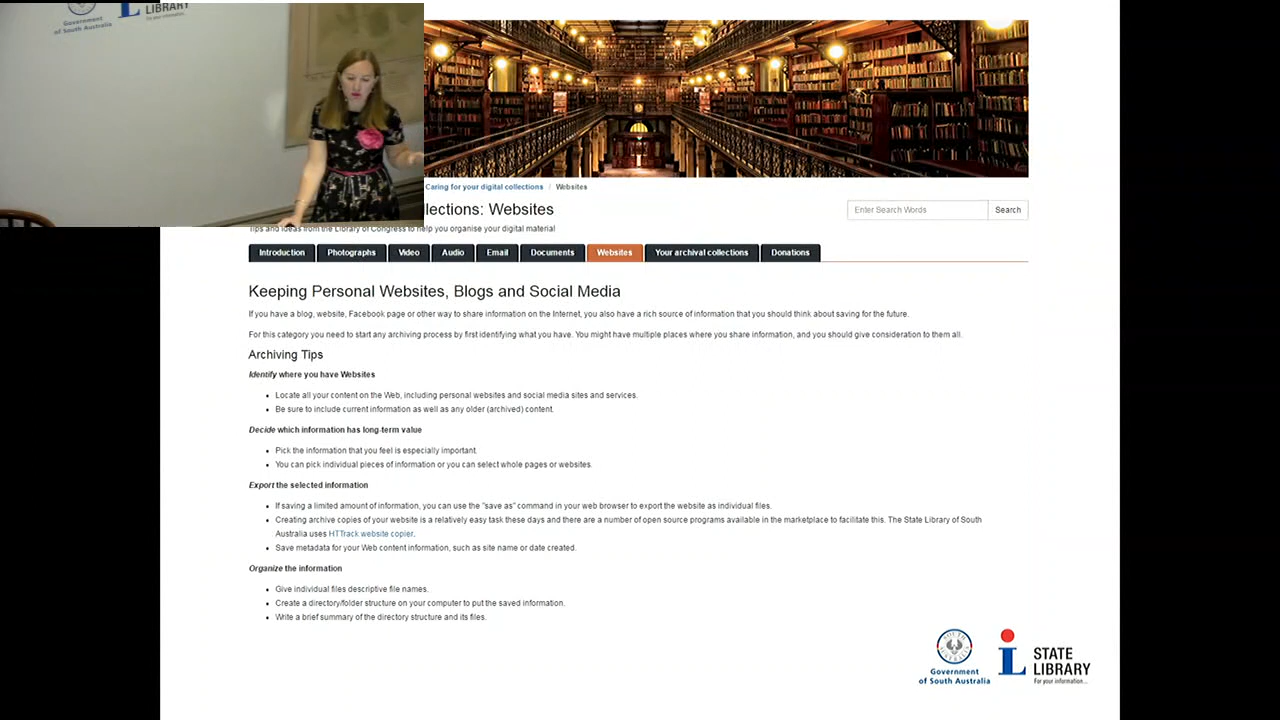 Government
of South Australia
LIBRARY
For your information.
Caring for your digital collections / Websites
llections: Websites
Enter Search Words
Search
Tips and ideas from the Library of Congress to help you organise your digital material
Introduction
Photographs
Video
Audio
Email
Documents
Websites
Your archival collections
Donations
Keeping Personal Websites, Blogs and Social Media
If you have a blog, website, Facebook page or other way to share information on the Internet, you also have a rich source of information that you should think about saving for the future.
For this category you need to start any archiving process by first identifying what you have. You might have multiple places where you share information, and you should give consideration to them all.
Archiving Tips
Identify where you have Websites
Locate all your content on the Web, including personal websites and social media sites and services.
Be sure to include current information as well as any older (archived) content.
Decide which information has long-term value
Pick the information that you feel is especially important.
You can pick individual pieces of information or you can select whole pages or websites.
Export the selected information
If saving a limited amount of information, you can use the "save as" command in your web browser to export the website as individual files.
Creating archive copies of your website is a relatively easy task these days and there are a number of open source programs available in the marketplace to facilitate this. The State Library of South
Australia uses HTTrack website copier.
Save metadata for your Web content information, such as site name or date created.
Organize the information
Give individual files descriptive file names.
Create a directory/folder structure on your computer to put the saved information.
Write a brief summary of the directory structure and its files.
Government
of South Australia
STATE
LIBRARY
For your information...